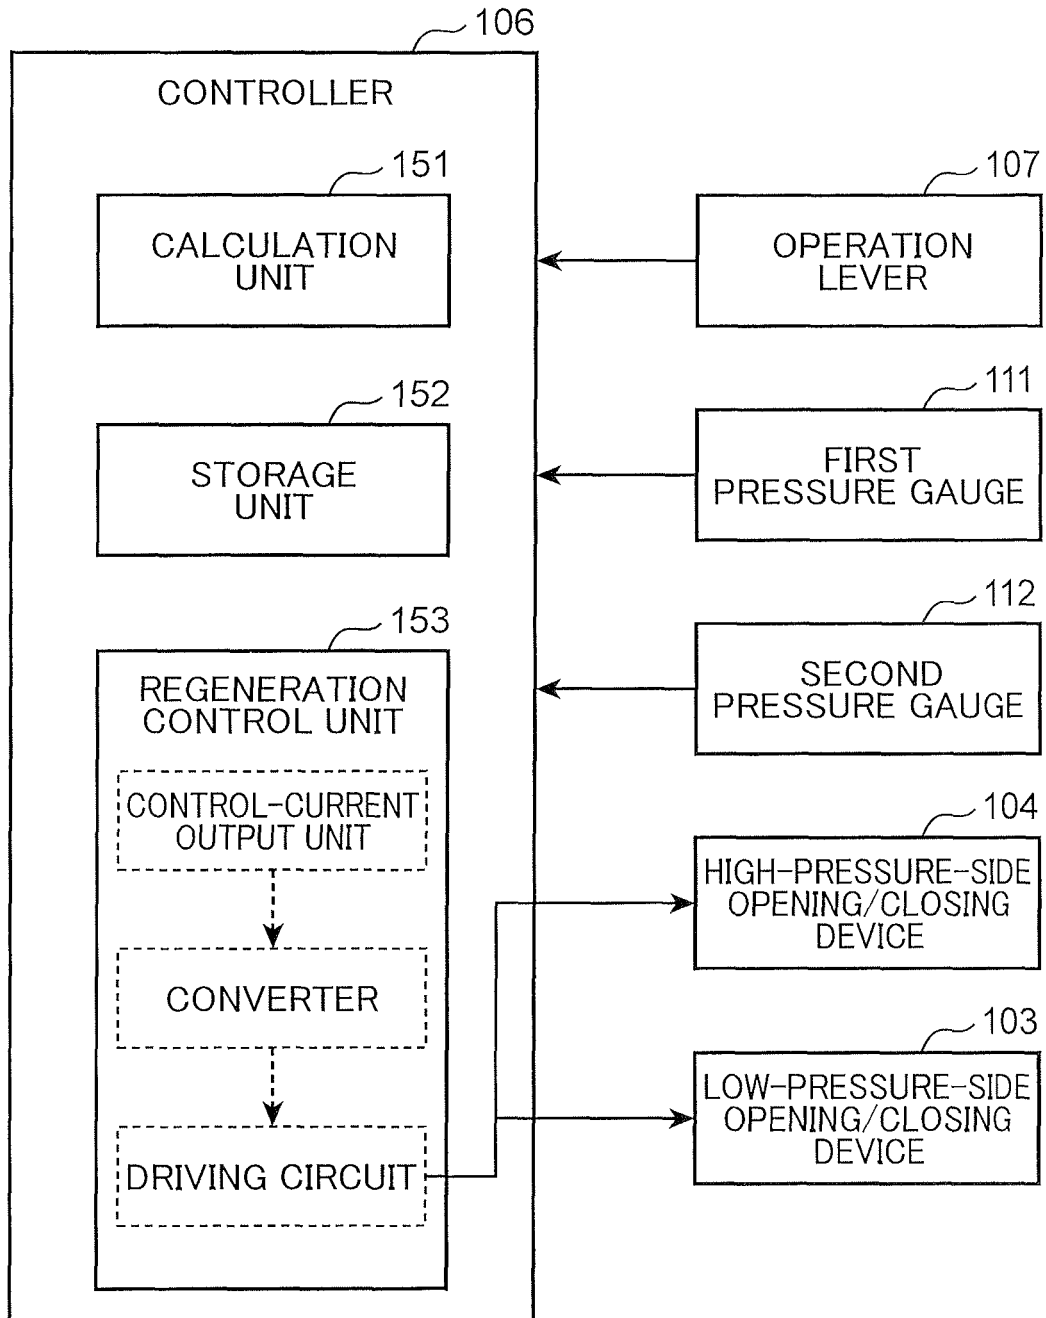 106
CONTROLLER
151
CALCULATION
UNIT
152
STORAGE
UNIT
153
REGENERATION
CONTROL UNIT
CONTROL-CURRENT
OUTPUT UNIT
CONVERTER
DRIVING CIRCUIT
107
OPERATION
LEVER
111
FIRST
PRESSURE GAUGE
112
SECOND
PRESSURE GAUGE
104
HIGH-PRESSURE-SIDE
OPENING/CLOSING
DEVICE
103
LOW-PRESSURE-SIDE
OPENING/CLOSING
DEVICE